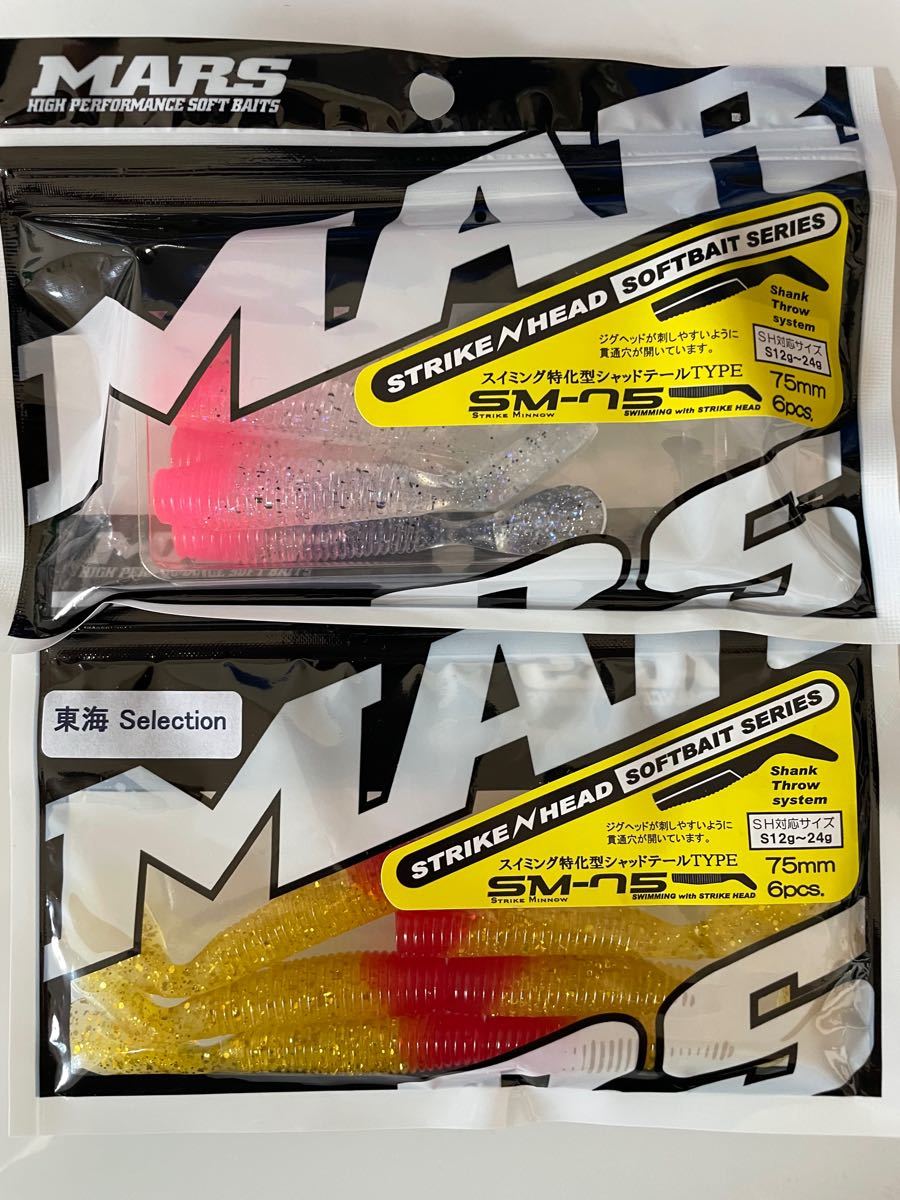 MARS
HIGH PERFORMANCE SOFT BAITS
MARS
STRIKE HEAD SOFTBAIT SERIES
Shank
Throw
system
ジグヘッドが刺しやすいように
貫通穴が開いています。
SH対応サイズ
S12g~24g
スイミング特化型シャッドテールTYPE
75mm
6pcs.
SM-75
STRIKE MINNOW
SWIMMING with STRIKE HEAD
HIGH PERFORMANCE SOFT BAITS
東海 Selection
MARS
STRIKE HEAD SOFTBAIT SERIES
Shank
Throw
system
ジグヘッドが刺しやすいように
貫通穴が開いています。
SH対応サイズ
S12g~24g
スイミング特化型シャッドテールTYPE
75mm
6pcs.
SM-75
STRIKE MINNOW
SWIMMING with STRIKE HEAD